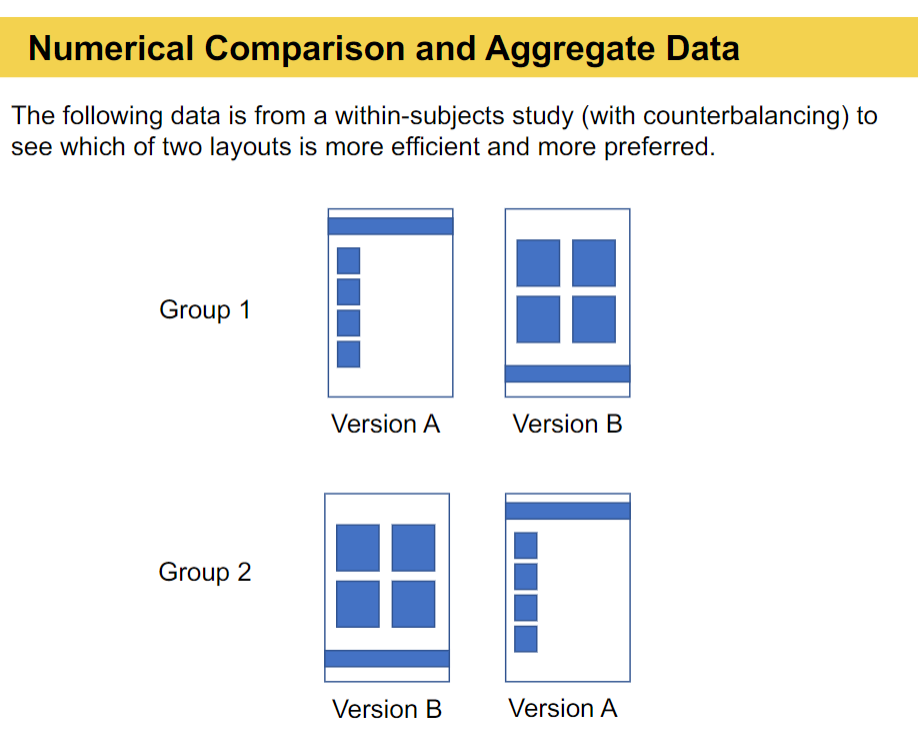 Numerical Comparison and Aggregate Data
The following data is from a within-subjects study (with counterbalancing) to
see which of two layouts is more efficient and more preferred.
Group 1
Version A
Version B
Group 2
Version B
Version A